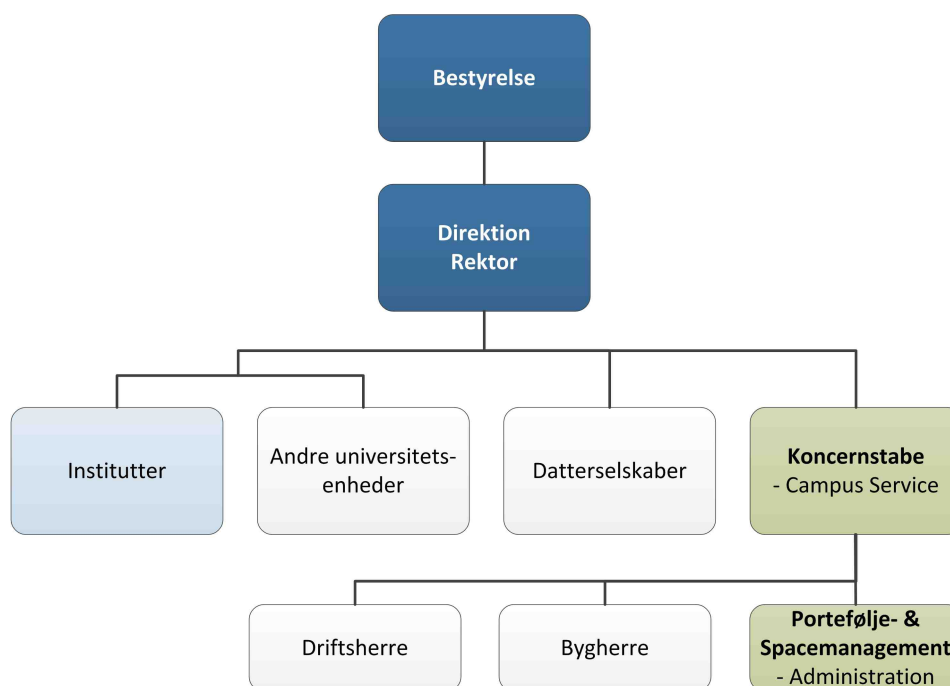 Bestyrelse
Direktion
Rektor
Institutter
Andre universitets-
enheder
Datterselskaber
Koncernstabe
- Campus Service
Driftsherre
Bygherre
Portefølje- &
Spacemanagement
- Administration